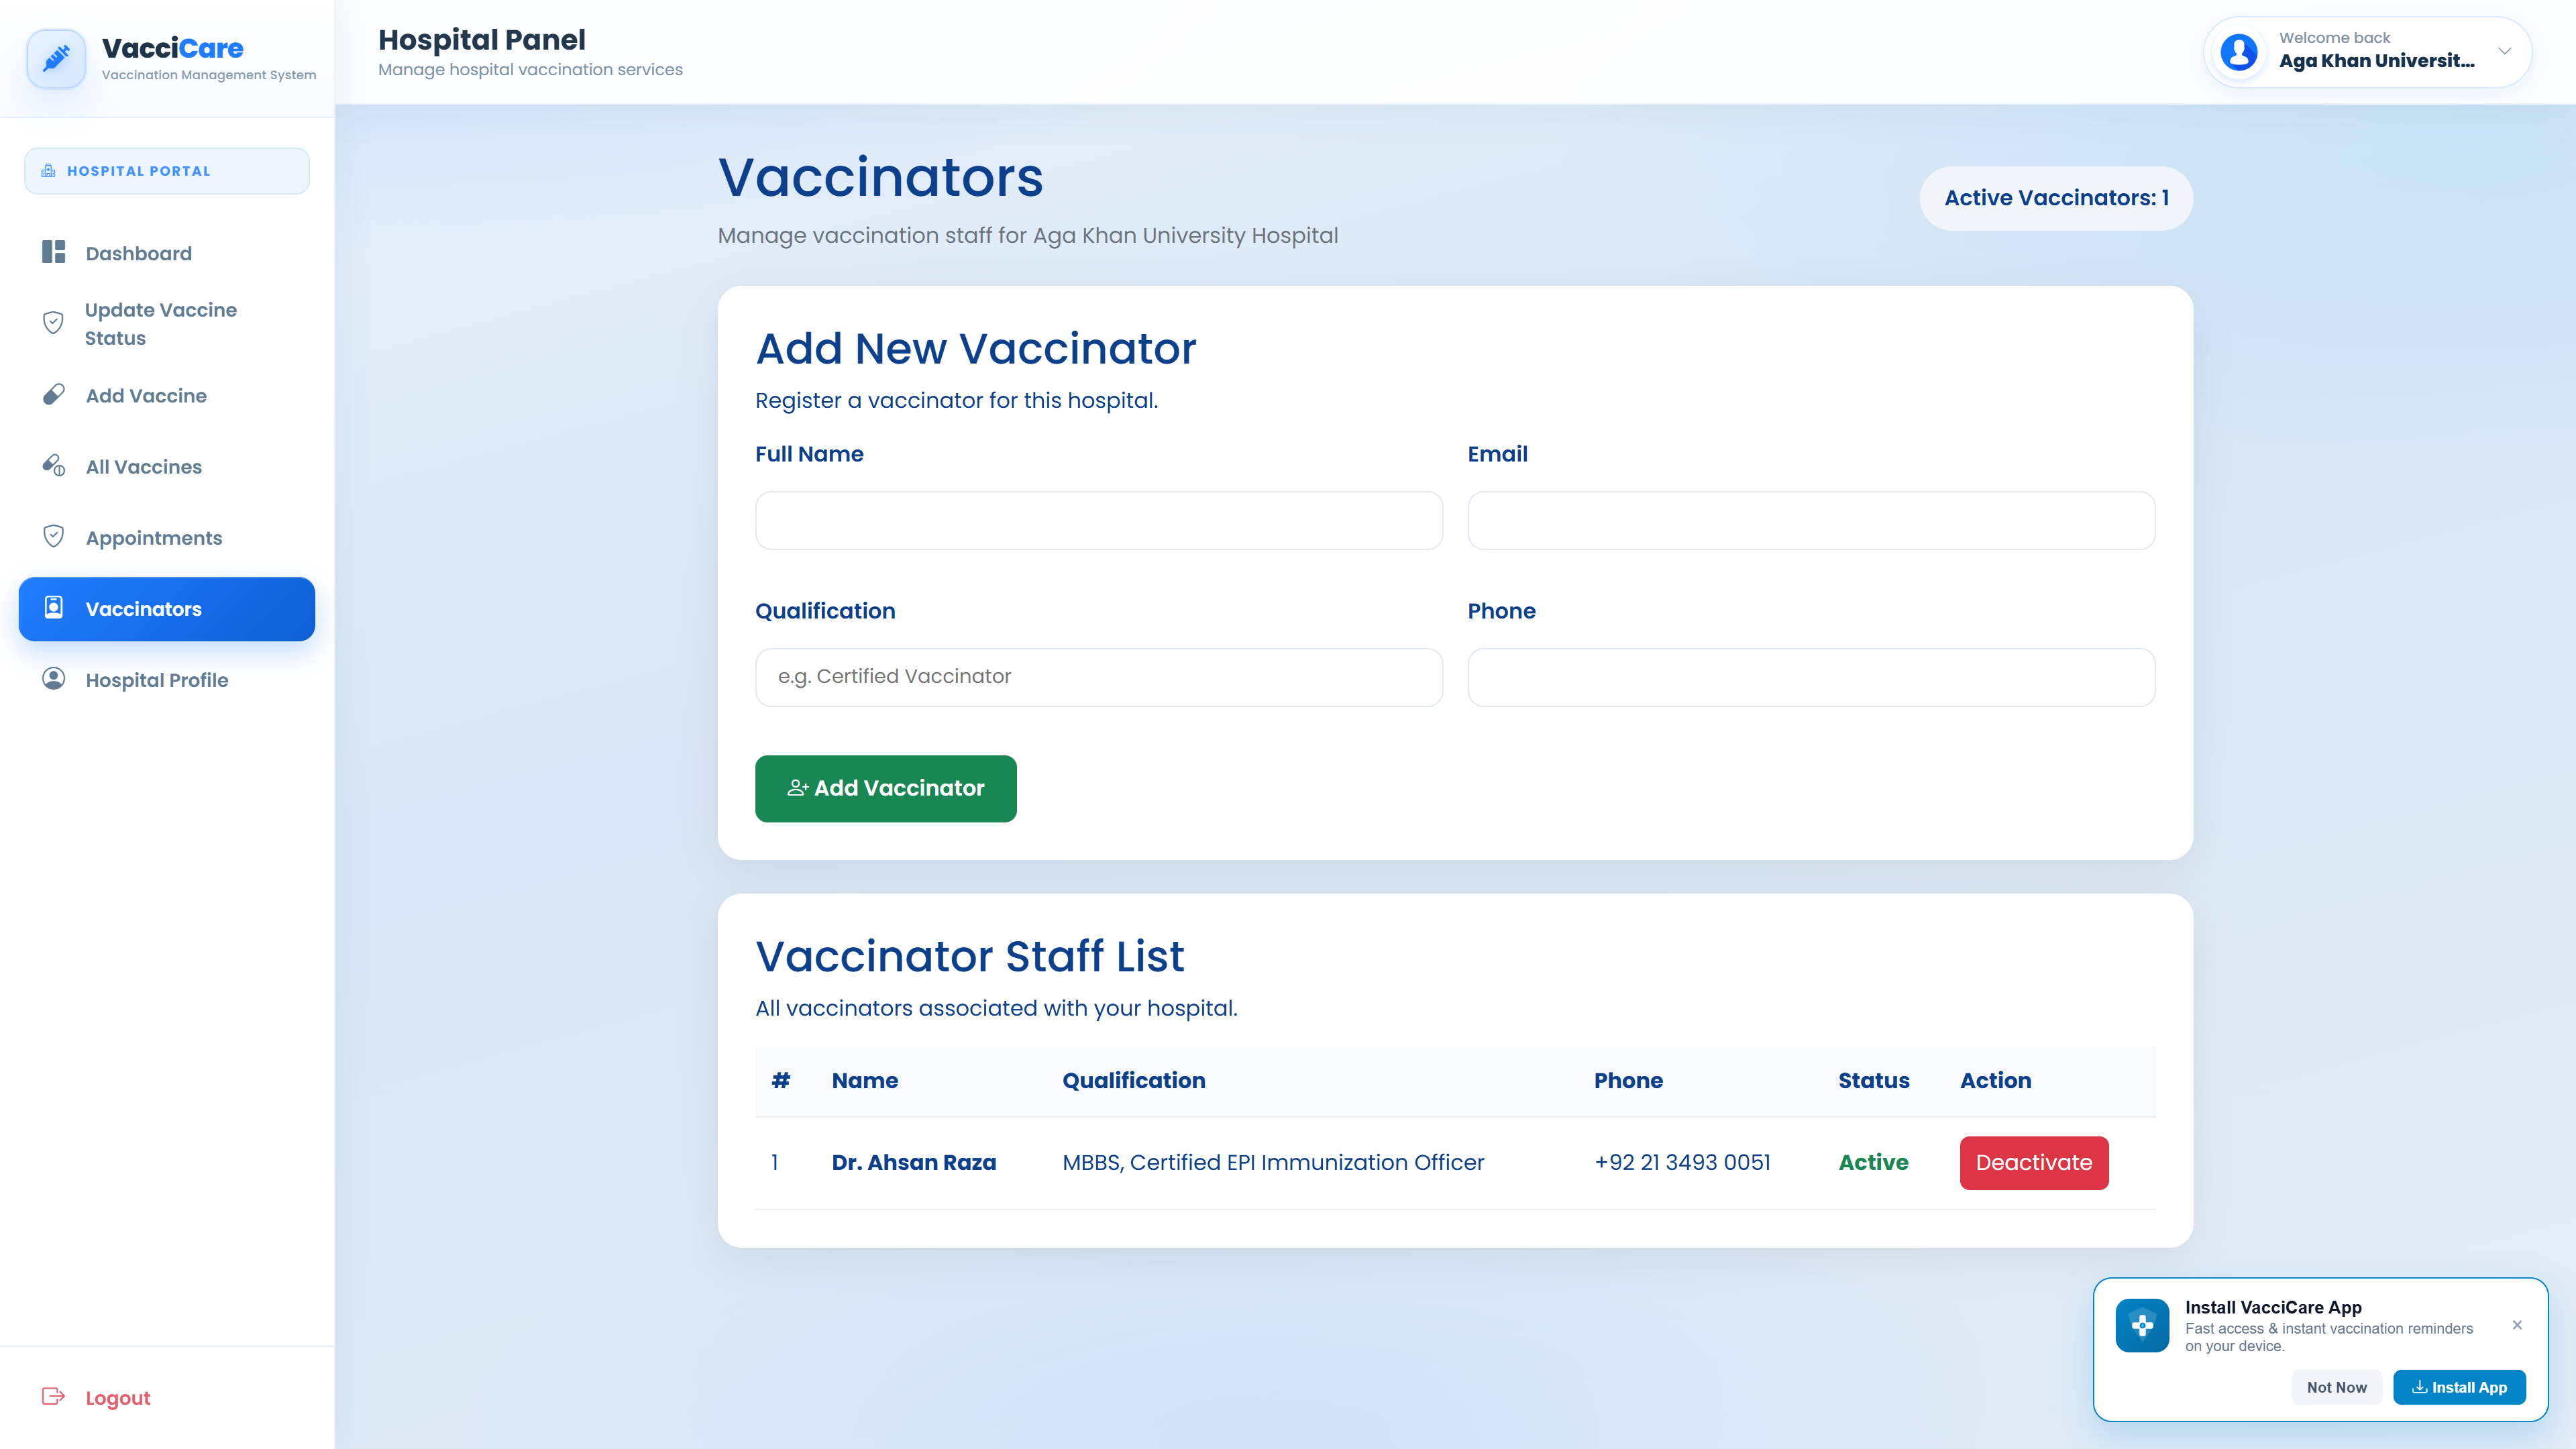 VacciCare
Vaccination Management System
HOSPITAL PORTAL
Dashboard
Update Vaccine
Status
Add Vaccine
All Vaccines
Appointments
Vaccinators
Hospital Profile
Logout
Hospital Panel
Manage hospital vaccination services
Welcome back
Aga Khan Universit...
Vaccinators
Manage vaccination staff for Aga Khan University Hospital
Active Vaccinators: 1
Add New Vaccinator
Register a vaccinator for this hospital.
Full Name
Email
Qualification
Phone
e.g. Certified Vaccinator
Add Vaccinator
Vaccinator Staff List
All vaccinators associated with your hospital.
# Name Qualification Phone Status Action
1 Dr. Ahsan Raza MBBS, Certified EPI Immunization Officer +92 21 3493 0051 Active Deactivate
Install VacciCare App
Fast access & instant vaccination reminders
on your device.
Not Now
Install App